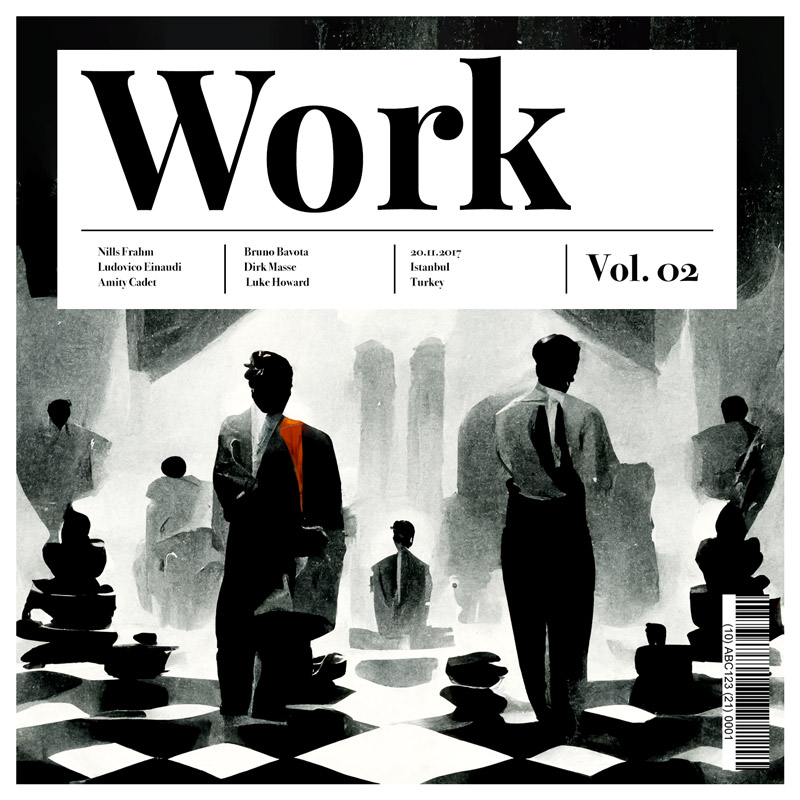 Work
Nills Frahm
Ludovico Einaudi
Amity Cadet
Bruno Bavota
Dirk Masse
Luke Howard
20.11.2017
Istanbul
Turkey
Vol. 02
(10) ABC123 (21) 0001